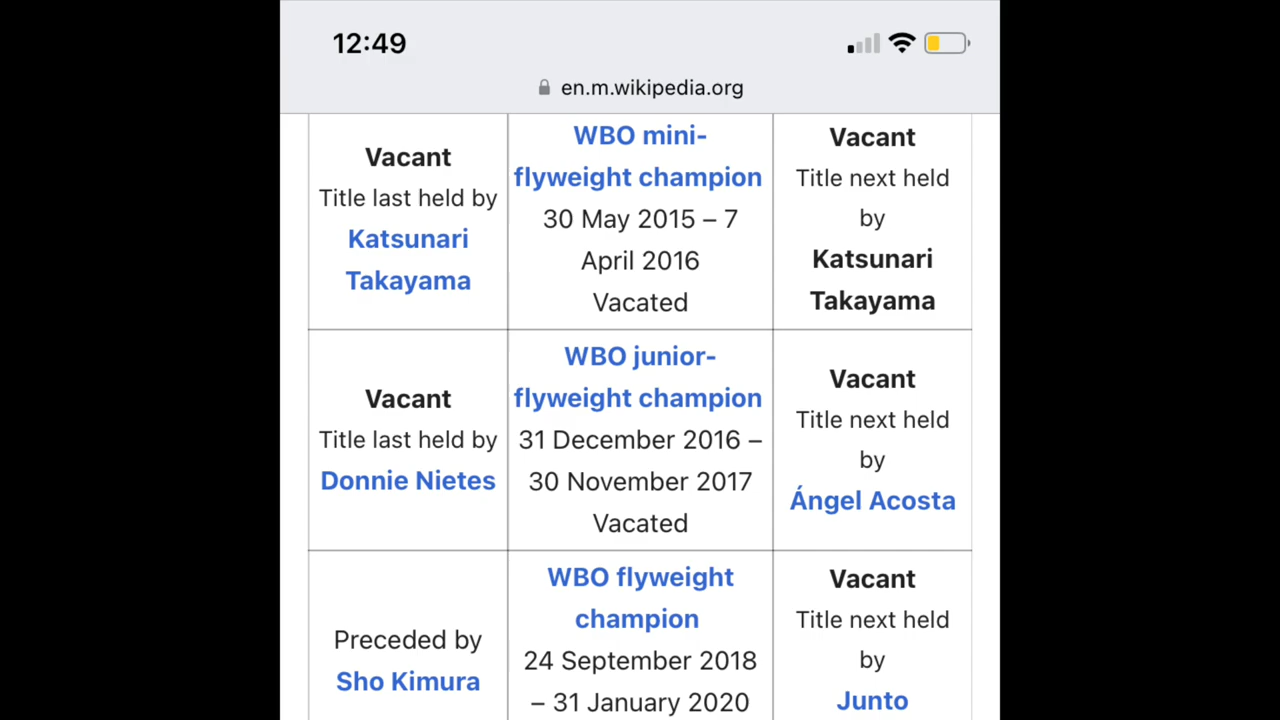 12:49
en.m.wikipedia.org
Vacant
Title last held by
Katsunari
Takayama
WBO mini-
flyweight champion
30 May 2015 – 7
April 2016
Vacated
Vacant
Title next held
by
Katsunari
Takayama
Vacant
Title last held by
Donnie Nietes
WBO junior-
flyweight champion
31 December 2016 –
30 November 2017
Vacated
Vacant
Title next held
by
Ángel Acosta
Preceded by
Sho Kimura
WBO flyweight
champion
24 September 2018
– 31 January 2020
Vacant
Title next held
by
Junto